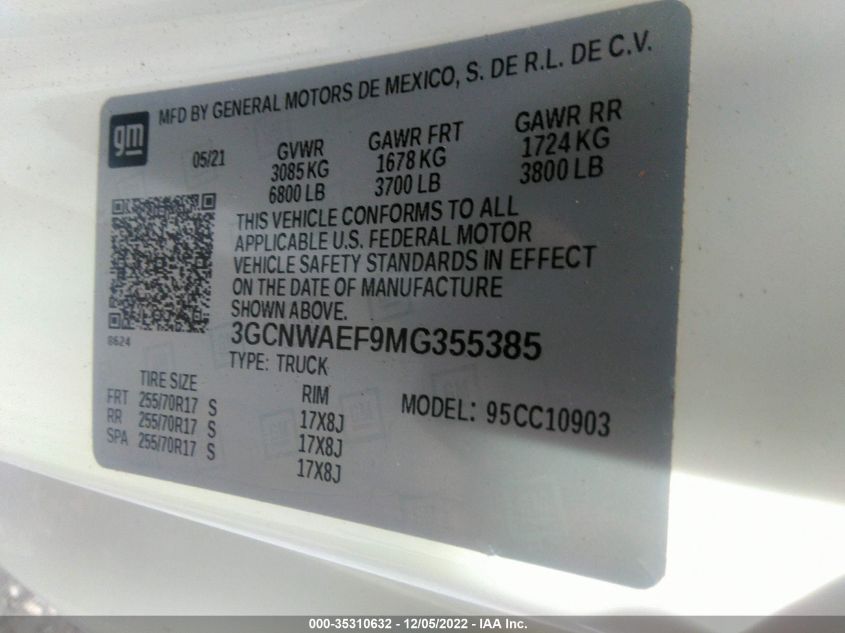 MFD BY GENERAL MOTORS DE MEXICO, S. DE R.L. DE C.V.
gm
05/21
GVWR GAWR FRT GAWR RR
3085 KG 1678 KG 1724 KG
6800 LB 3700 LB 3800 LB
THIS VEHICLE CONFORMS TO ALL
APPLICABLE U.S. FEDERAL MOTOR
VEHICLE SAFETY STANDARDS IN EFFECT
ON THE DATE OF MANUFACTURE
SHOWN ABOVE.
8624
3GCNWAEF9MG355385
TYPE: TRUCK
TIRE SIZE RIM
FRT 255/70R17 S 17X8J
RR 255/70R17 S 17X8J
SPA 255/70R17 S 17X8J
MODEL: 95CC10903
000-35310632 - 12/05/2022 - IAA Inc.